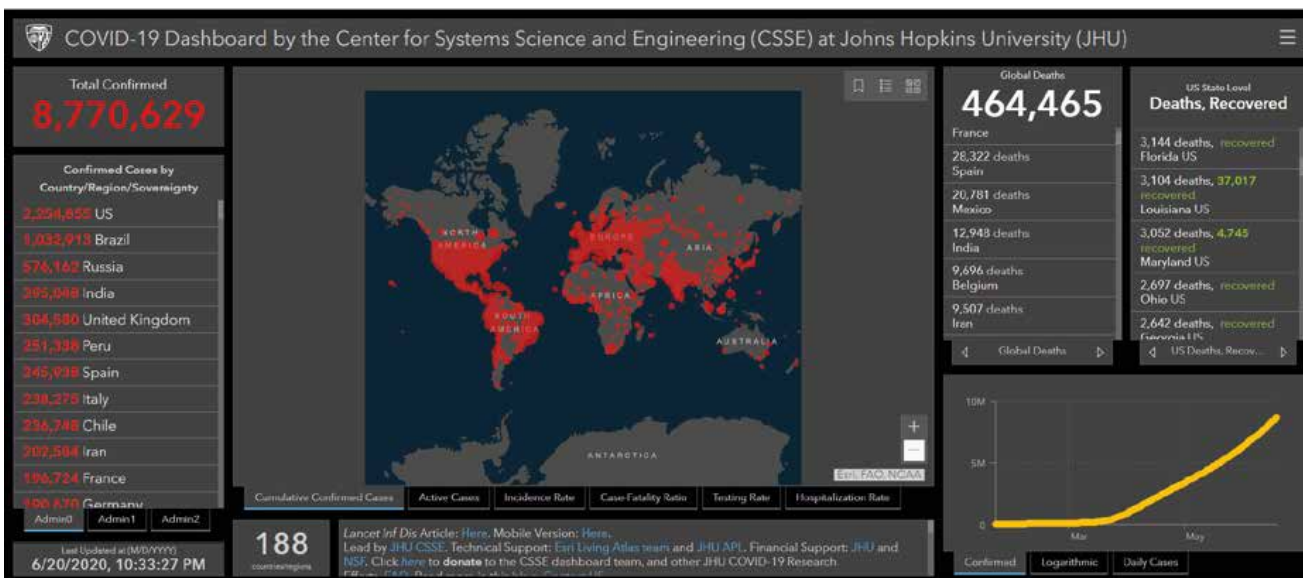 COVID-19 Dashboard by the Center for Systems Science and Engineering (CSSE) at Johns Hopkins University (JHU)
Total Confirmed
8,770,629
Confirmed Cases by
Country/Region/Sovereignty
US
1,032,913 Brazil
576,162 Russia
India
304,580 United Kingdom
251,338 Peru
245,938 Spain
238,275 Italy
236,748 Chile
Iran
196,724 France
Germany
Admin0 Admin1 Admin2
Last Updated at (M/D/YYYY)
6/20/2020, 10:33:27 PM
NORTH
AMERICA
SOUTH
AMERICA
EUROPE
AFRICA
ASIA
AUSTRALIA
ANTARCTICA
+
Esri, FAO, NOAA
Cumulative Confirmed Cases Active Cases Incidence Rate Case-Fatality Ratio Testing Rate Hospitalization Rate
188
countries/regions
Lancet Inf Dis Article: Here. Mobile Version: Here.
Lead by JHU CSSE. Technical Support: Esri Living Atlas team and JHU APL. Financial Support: JHU and
NSF. Click here to donate to the CSSE dashboard team, and other JHU COVID-19 Research
Global Deaths
464,465
France
28,322 deaths
Spain
20,781 deaths
Mexico
12,948 deaths
India
9,696 deaths
Belgium
9,507 deaths
Iran
Global Deaths
US State Level
Deaths, Recovered
3,144 deaths, recovered
Florida US
3,104 deaths, 37,017
recovered
Louisiana US
3,052 deaths, 4,745
recovered
Maryland US
2,697 deaths, recovered
Ohio US
2,642 deaths, recovered
Georgia US
US Deaths, Recov...
10M
5M
0
Mar May
Confirmed Logarithmic Daily Cases